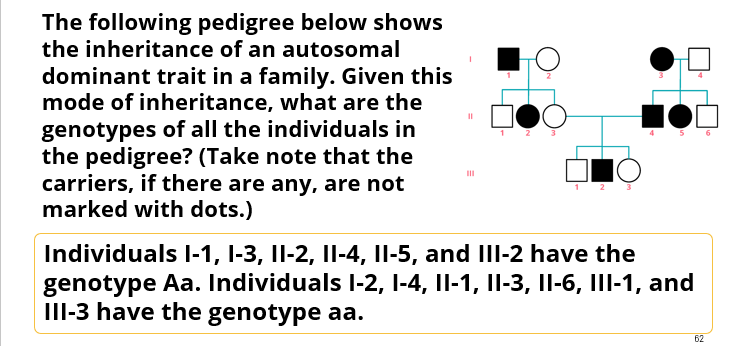 The following pedigree below shows
the inheritance of an autosomal
dominant trait in a family. Given this
mode of inheritance, what are the
genotypes of all the individuals in
the pedigree? (Take note that the
carriers, if there are any, are not
marked with dots.)
I
1 2 3 4
II
1 2 3 4 5 6
III
1 2 3
Individuals I-1, I-3, II-2, II-4, II-5, and III-2 have the
genotype Aa. Individuals I-2, I-4, II-1, II-3, II-6, III-1, and
III-3 have the genotype aa.
62